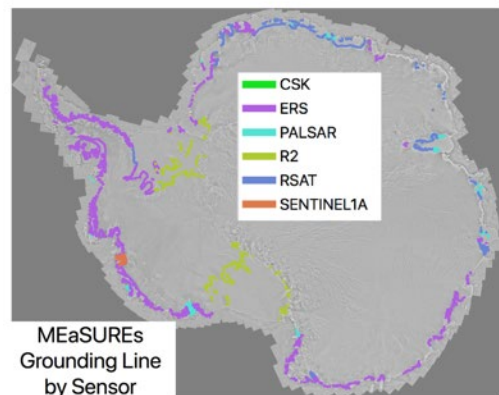 CSK
ERS
PALSAR
R2
RSAT
SENTINEL1A
MEaSUREs
Grounding Line
by Sensor